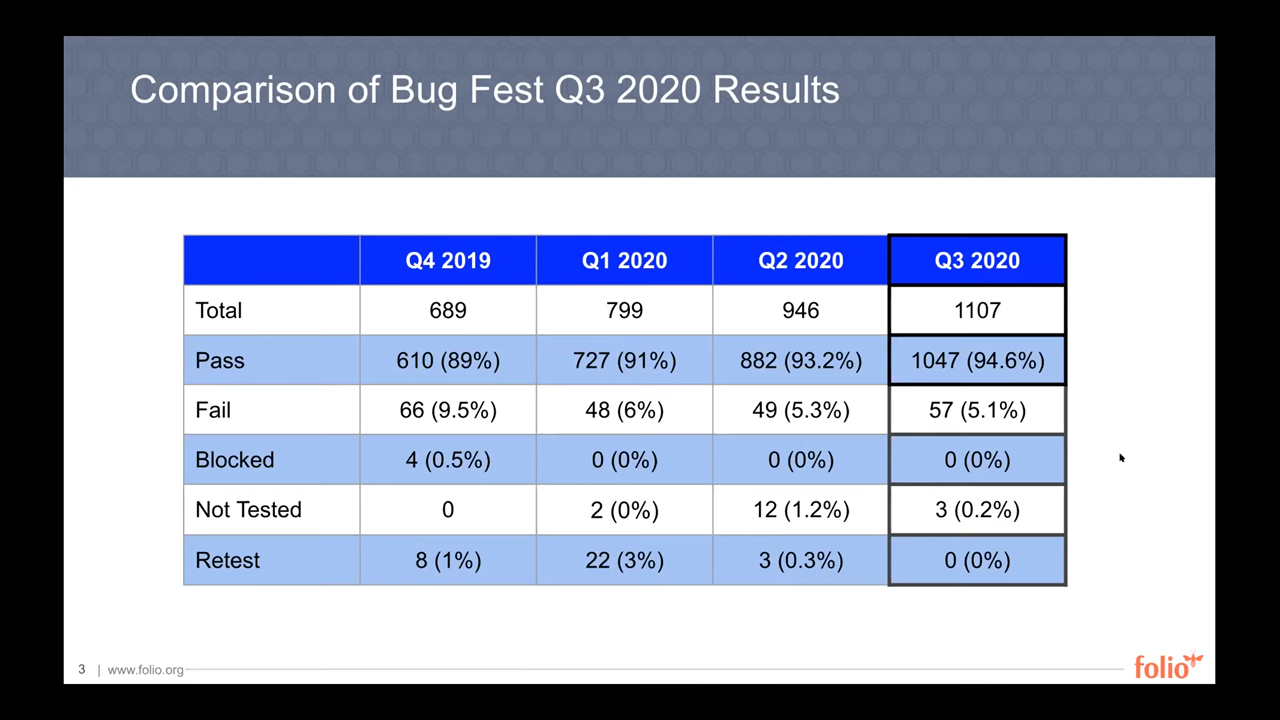 Comparison of Bug Fest Q3 2020 Results
Q4 2019 Q1 2020 Q2 2020 Q3 2020
Total 689 799 946 1107
Pass 610 (89%) 727 (91%) 882 (93.2%) 1047 (94.6%)
Fail 66 (9.5%) 48 (6%) 49 (5.3%) 57 (5.1%)
Blocked 4 (0.5%) 0 (0%) 0 (0%) 0 (0%)
Not Tested 0 2 (0%) 12 (1.2%) 3 (0.2%)
Retest 8 (1%) 22 (3%) 3 (0.3%) 0 (0%)
3 | www.folio.org folio